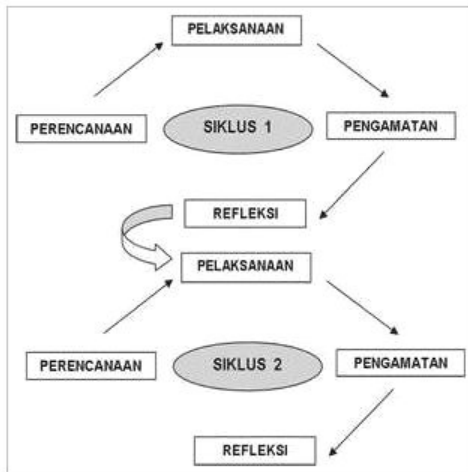 PELAKSANAAN
PERENCANAAN
SIKLUS 1
PENGAMATAN
REFLEKSI
PELAKSANAAN
PERENCANAAN
SIKLUS 2
PENGAMATAN
REFLEKSI